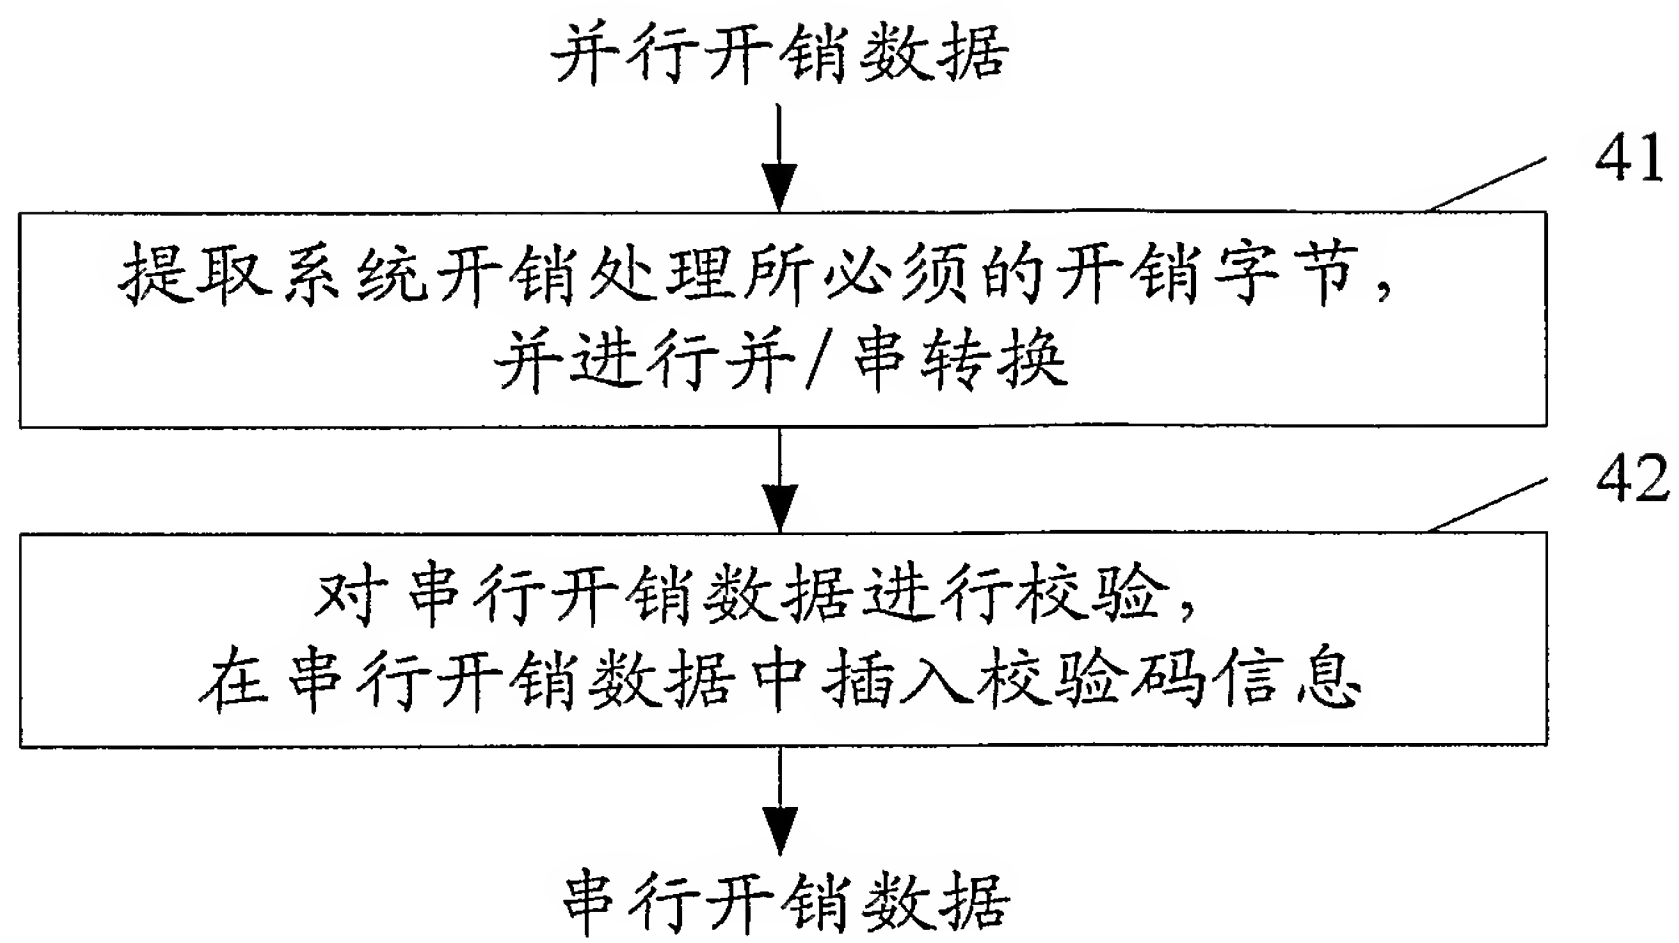 并行开销数据
41
提取系统开销处理所必须的开销字节，
并进行并/串转换
42
对串行开销数据进行校验，
在串行开销数据中插入校验码信息
串行开销数据